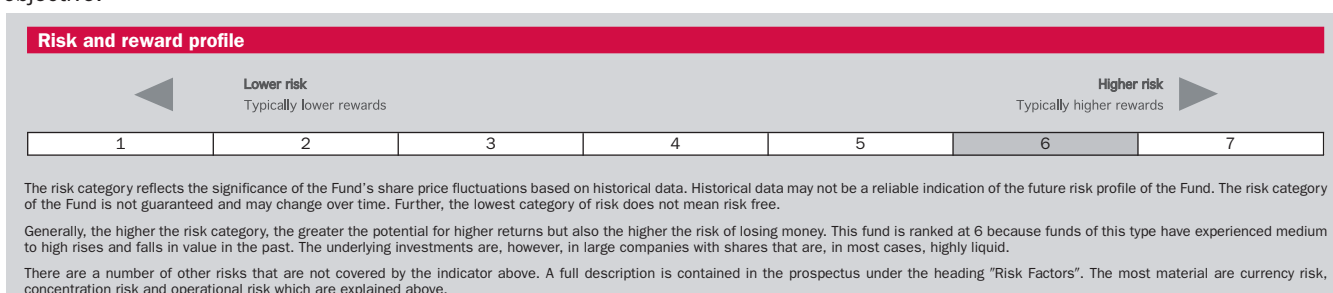 objective.
Risk and reward profile
Lower risk
Higher risk
Typically lower rewards
Typically higher rewards
1 2 3 4 5 6 7
The risk category reflects the significance of the Fund's share price fluctuations based on historical data. Historical data may not be a reliable indication of the future risk profile of the Fund. The risk category
of the Fund is not guaranteed and may change over time. Further, the lowest category of risk does not mean risk free.
Generally, the higher the risk category, the greater the potential for higher returns but also the higher the risk of losing money. This fund is ranked at 6 because funds of this type have experienced medium
to high rises and falls in value in the past. The underlying investments are, however, in large companies with shares that are, in most cases, highly liquid.
There are a number of other risks that are not covered by the indicator above. A full description is contained in the prospectus under the heading "Risk Factors". The most material are currency risk,
concentration risk and operational risk which are explained above.